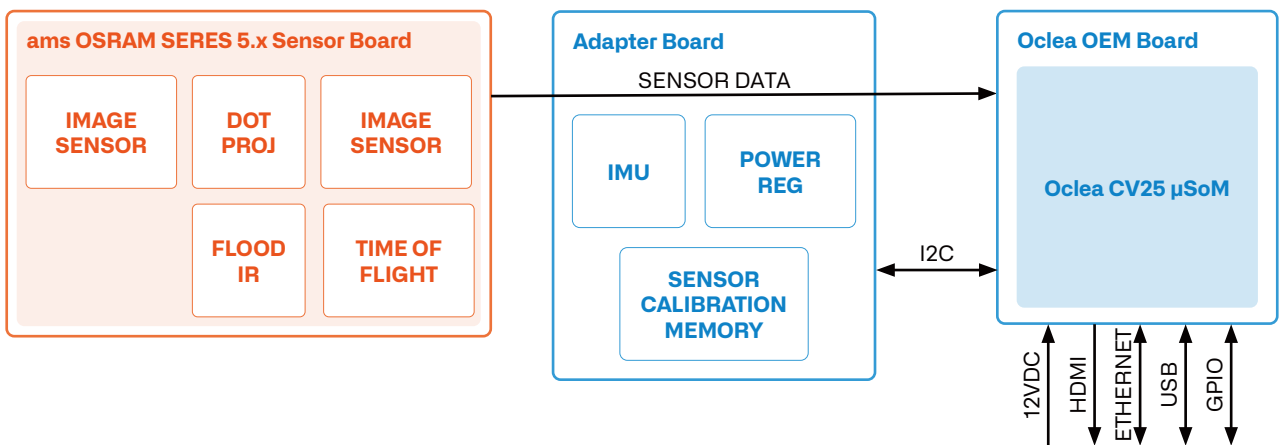 ams OSRAM SERES 5.x Sensor Board
IMAGE
SENSOR
DOT
PROJ
IMAGE
SENSOR
FLOOD
IR
TIME OF
FLIGHT
Adapter Board
SENSOR DATA
IMU
POWER
REG
SENSOR
CALIBRATION
MEMORY
I2C
Oclea OEM Board
Oclea CV25 µSoM
12VDC
HDMI
ETHERNET
USB
GPIO